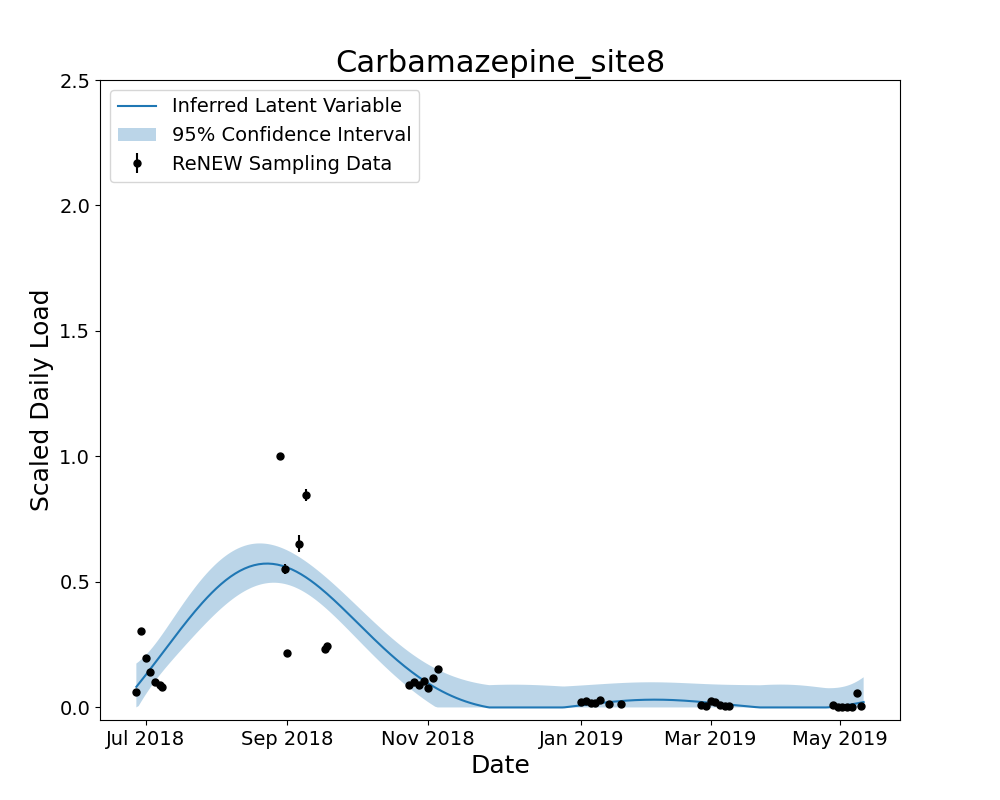 Carbamazepine_site8
Inferred Latent Variable
95% Confidence Interval
ReNEW Sampling Data
Scaled Daily Load
2.5
2.0
1.5
1.0
0.5
0.0
Jul 2018 Sep 2018 Nov 2018 Jan 2019 Mar 2019 May 2019
Date